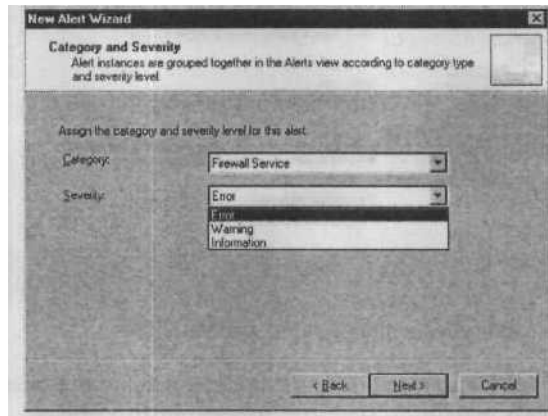 New Alert Wizard
Category and Severity
Alert instances are grouped together in the Alerts view according to category type
and severity level.
Assign the category and severity level for this alert.
Category:
Firewall Service
Severity:
Error
Error
Warning
Information
< Back
Next >
Cancel